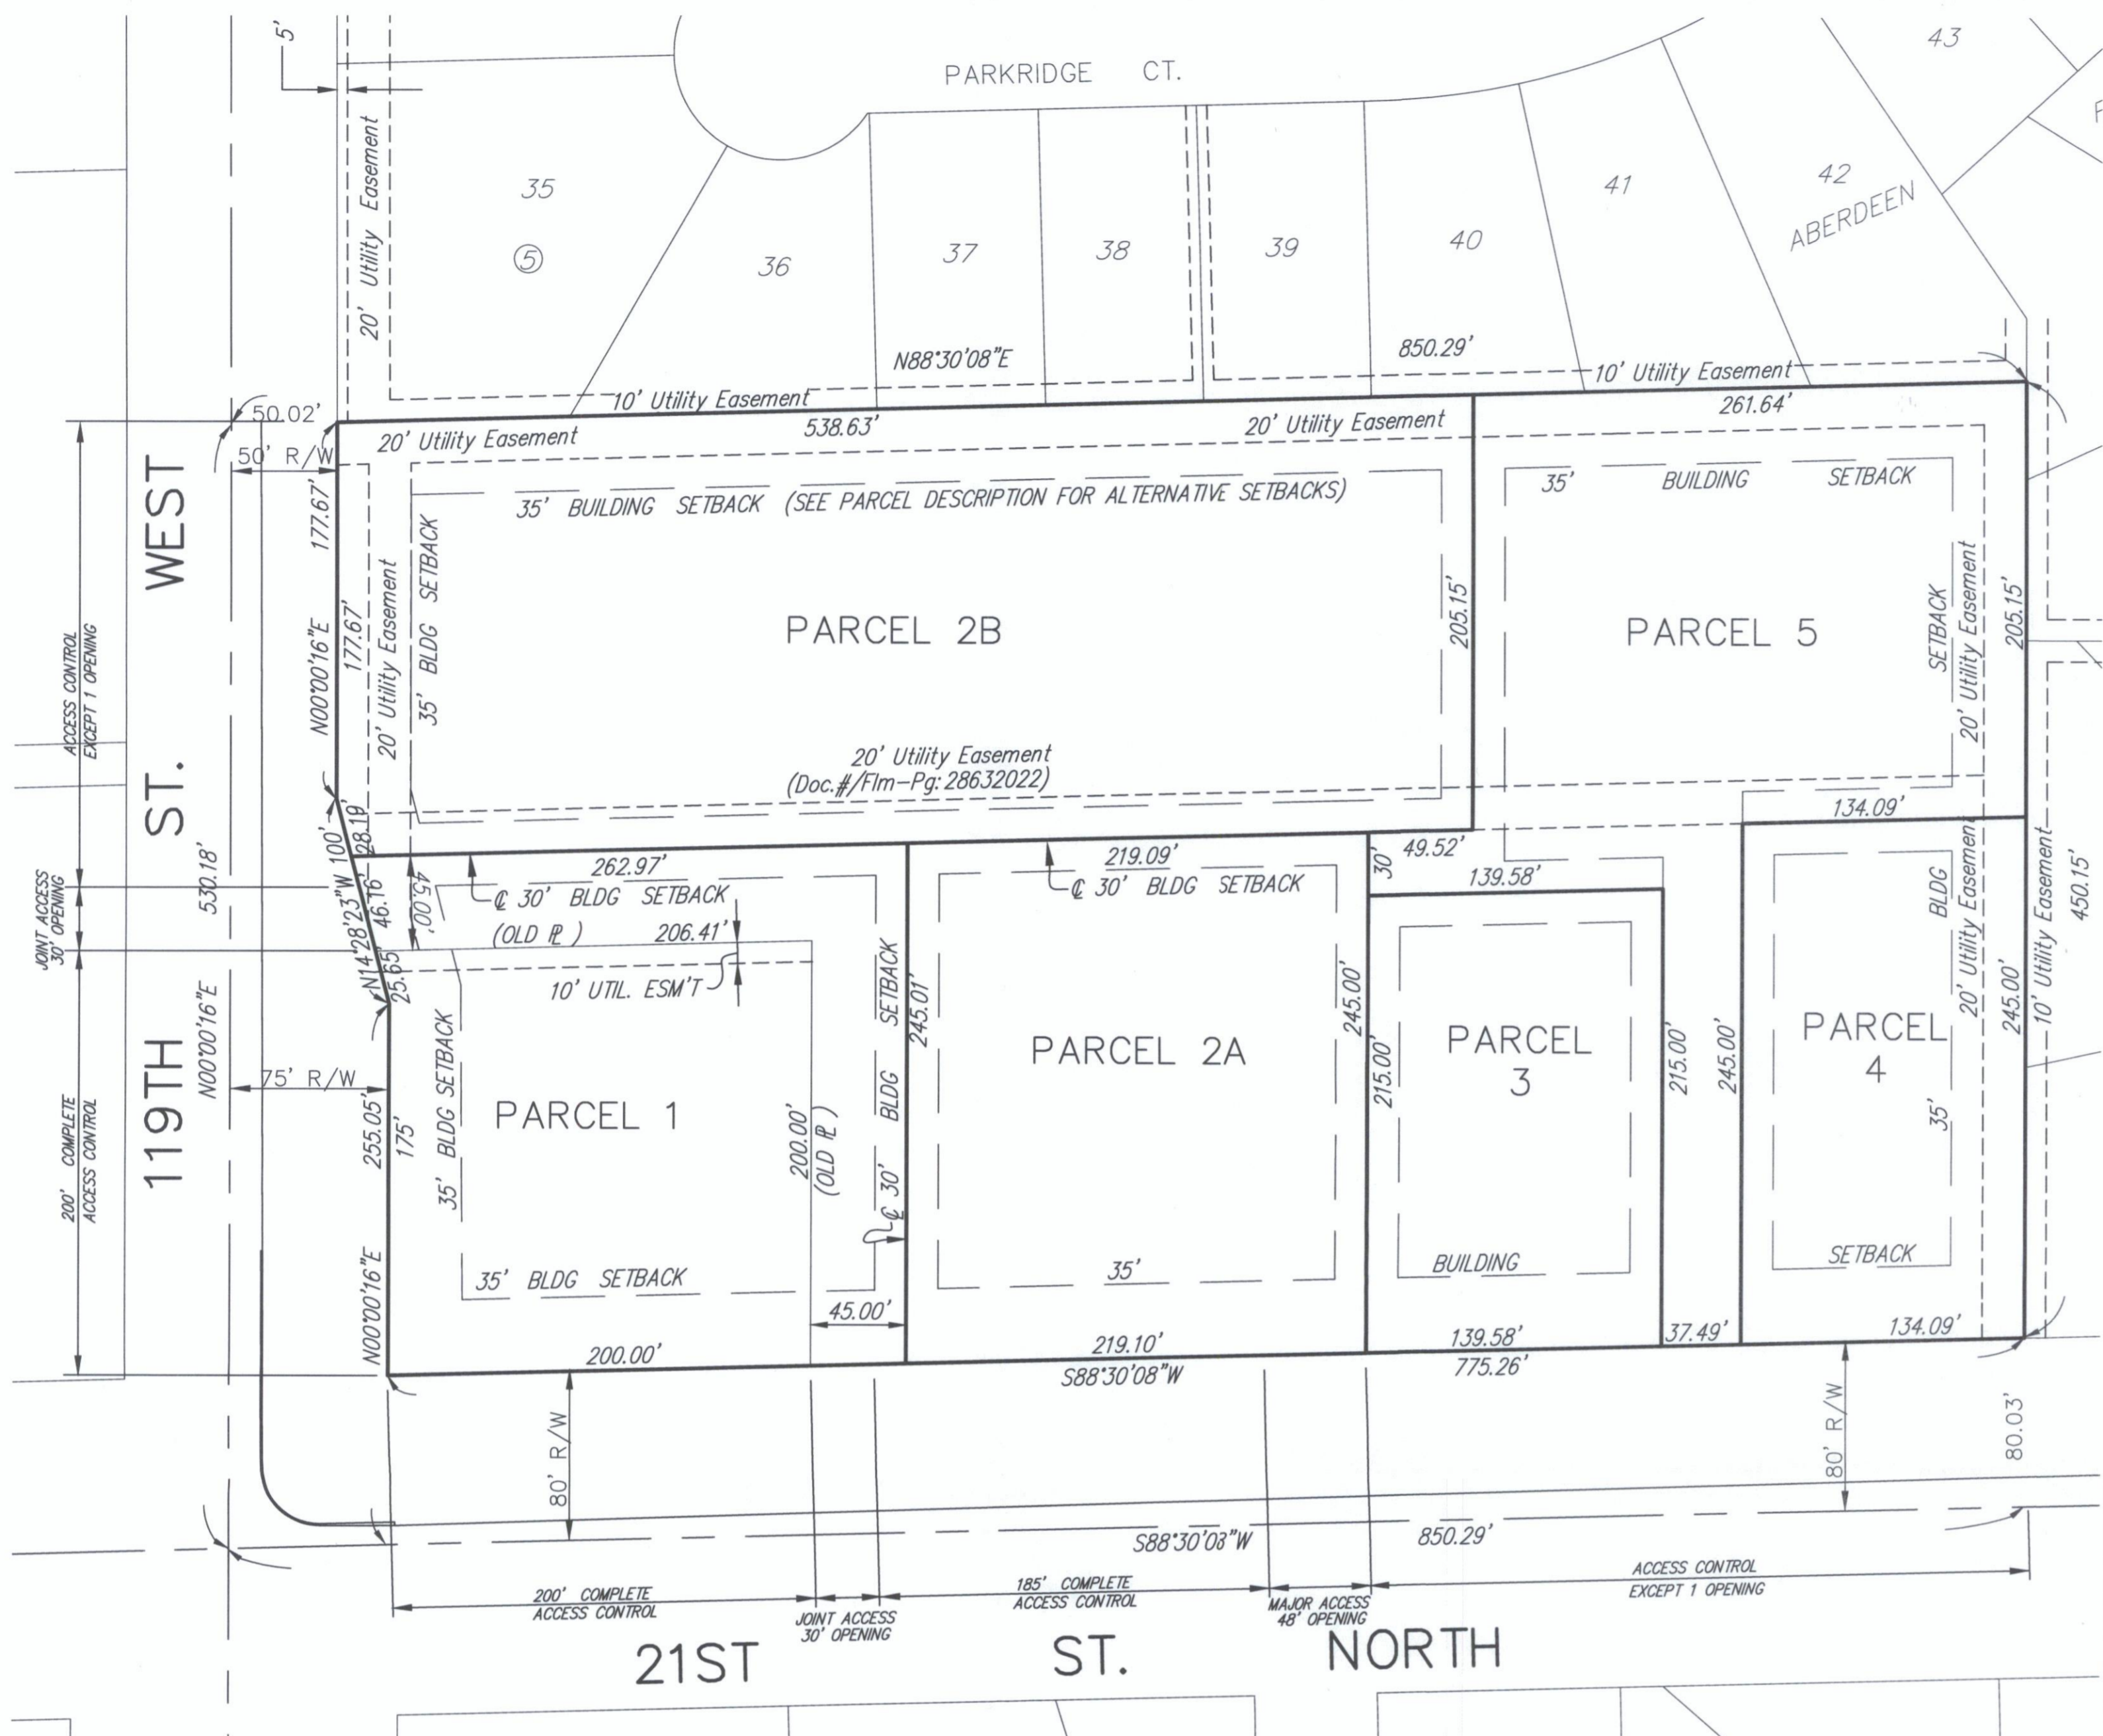 5'
PARKRIDGE CT.
43
20' Utility Easement
35
5
36
37
38
39
40
41
42
ABERDEEN
N88°30'08"E
850.29'
10' Utility Easement
10' Utility Easement
50.02'
20' Utility Easement
538.63'
20' Utility Easement
261.64'
50' R/W
35' BUILDING SETBACK (SEE PARCEL DESCRIPTION FOR ALTERNATIVE SETBACKS)
35' BUILDING SETBACK
177.67'
N00°00'16"E
177.67'
20' Utility Easement
35' BLDG SETBACK
PARCEL 2B
205.15'
PARCEL 5
SETBACK
20' Utility Easement
205.15'
ACCESS CONTROL
EXCEPT 1 OPENING
119TH ST. WEST
20' Utility Easement
(Doc.#/Flm-Pg: 28632022)
134.09'
JOINT ACCESS
30' OPENING
530.18'
N00°00'16"E
N14°28'23"W 100'
28.19'
46.16'
25.65'
45.00'
262.97'
℄ 30' BLDG SETBACK
(OLD ℙL)
206.41'
10' UTIL. ESM'T
219.09'
℄ 30' BLDG SETBACK
30'
49.52'
139.58'
BLDG
20' Utility Easement
10' Utility Easement
450.15'
200' COMPLETE
ACCESS CONTROL
75' R/W
255.05'
175'
N00°00'16"E
35' BLDG SETBACK
PARCEL 1
200.00'
(OLD ℙL)
℄ 30' BLDG SETBACK
245.01'
PARCEL 2A
245.00'
215.00'
PARCEL
3
215.00'
245.00'
PARCEL
4
35'
245.00'
35' BLDG SETBACK
45.00'
35'
BUILDING
SETBACK
200.00'
219.10'
139.58'
37.49'
134.09'
S88°30'08"W
775.26'
80' R/W
80' R/W
80.03'
S88°30'08"W
850.29'
200' COMPLETE
ACCESS CONTROL
JOINT ACCESS
30' OPENING
185' COMPLETE
ACCESS CONTROL
MAJOR ACCESS
48' OPENING
ACCESS CONTROL
EXCEPT 1 OPENING
21ST ST. NORTH